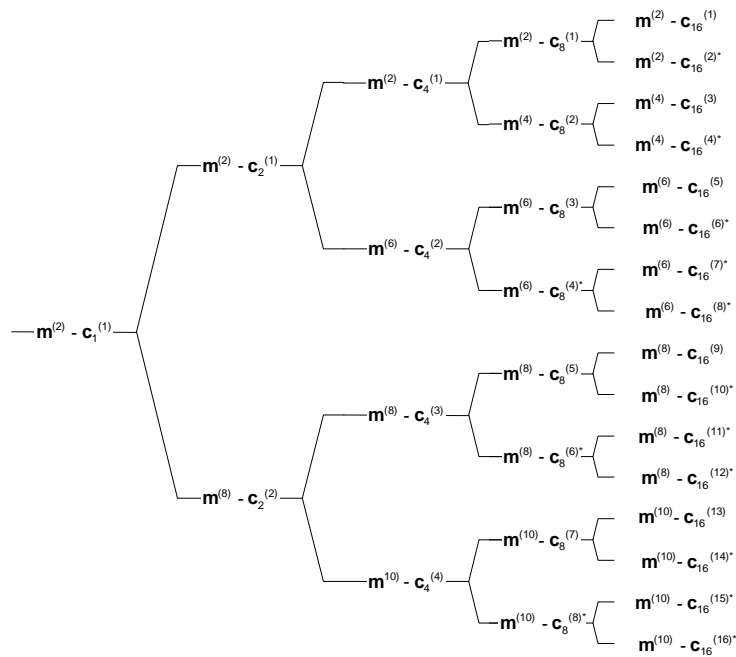 m(2) - c16(1)
m(2) - c8(1)
m(2) - c16(2)*
m(2) - c4(1)
m(4) - c16(3)
m(4) - c8(2)
m(4) - c16(4)*
m(2) - c2(1)
m(6) - c16(5)
m(6) - c8(3)
m(6) - c16(6)*
m(6) - c4(2)
m(6) - c16(7)*
m(6) - c8(4)*
m(6) - c16(8)*
m(2) - c1(1)
m(8) - c16(9)
m(8) - c8(5)
m(8) - c16(10)*
m(8) - c4(3)
m(8) - c16(11)*
m(8) - c8(6)*
m(8) - c16(12)*
m(8) - c2(2)
m(10) - c16(13)
m(10) - c8(7)
m(10) - c16(14)*
m10) - c4(4)
m(10) - c16(15)*
m(10) - c8(8)*
m(10) - c16(16)*